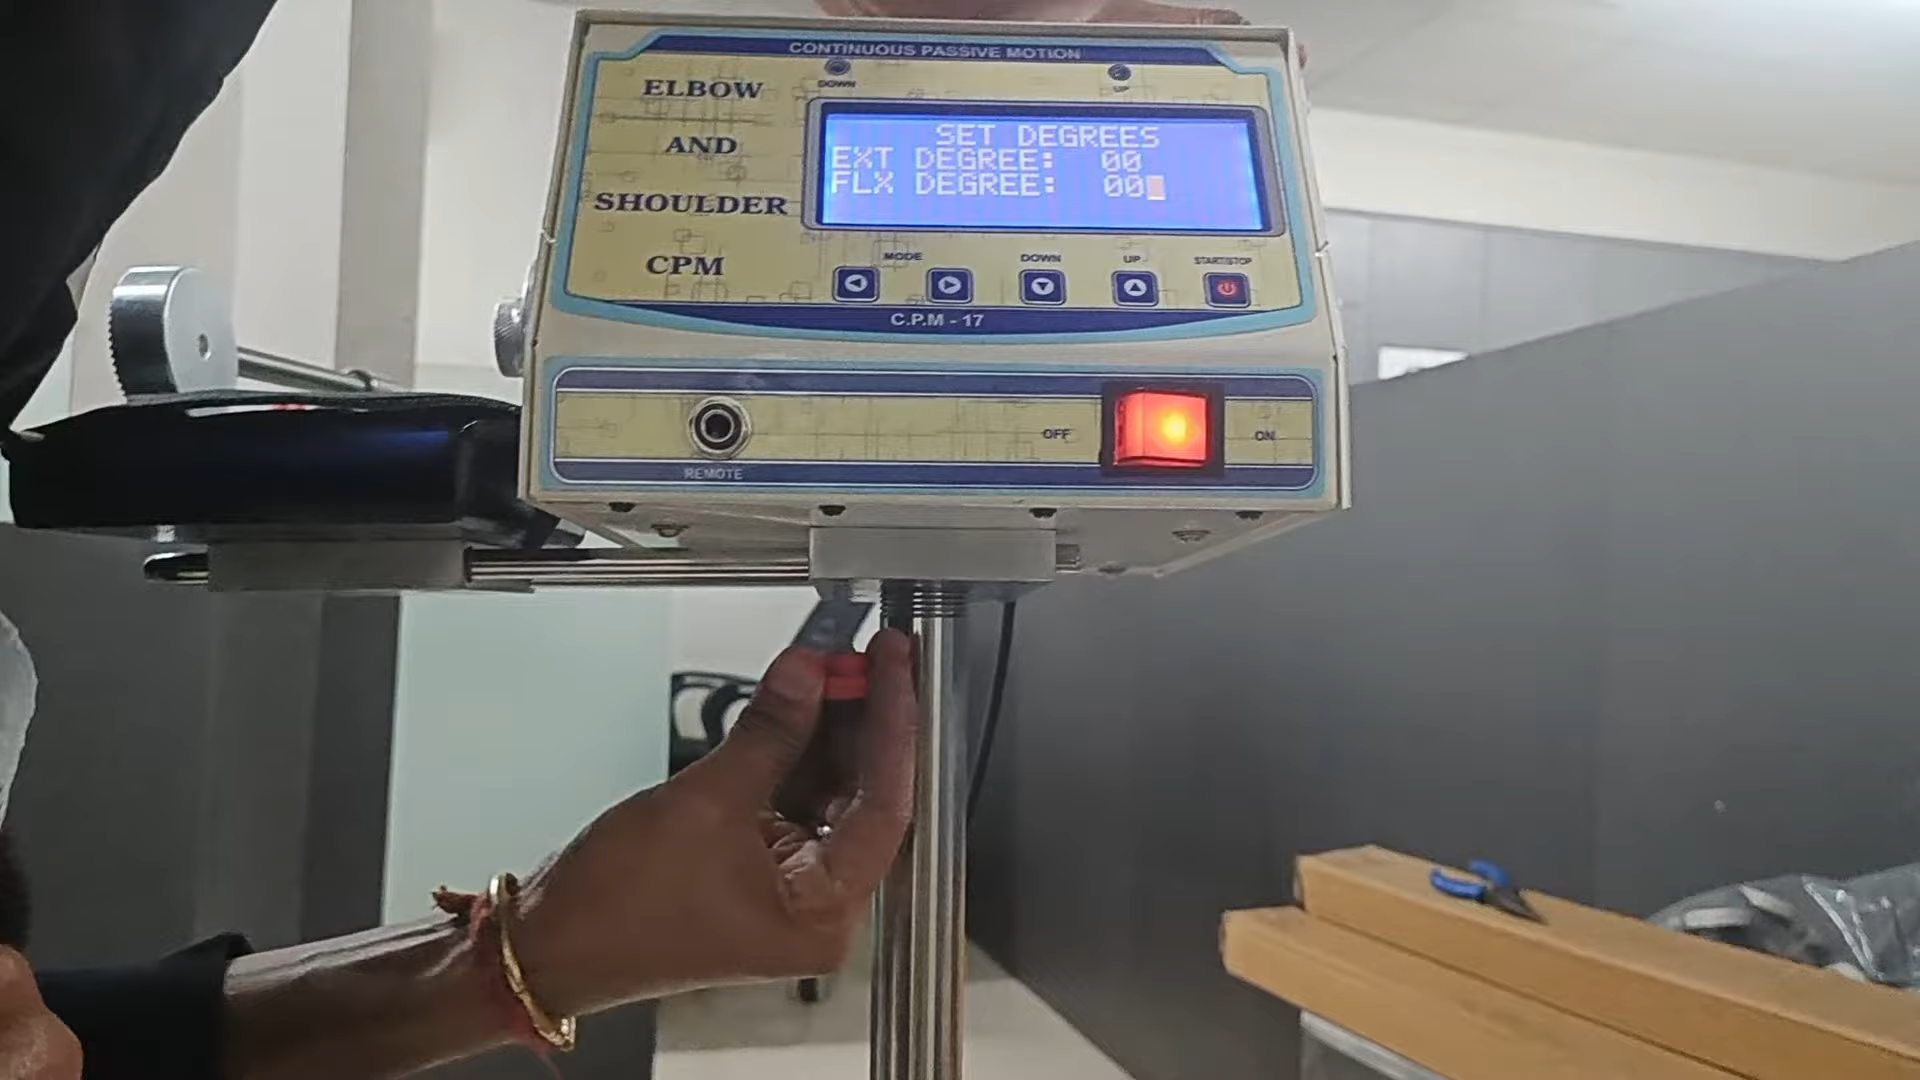 CONTINUOUS PASSIVE MOTION
DOWN
UP
ELBOW
AND
SHOULDER
CPM
SET DEGREES
EXT DEGREE: 00
FLX DEGREE: 00
MODE
DOWN
UP
START/STOP
C.P.M - 17
REMOTE
OFF
ON